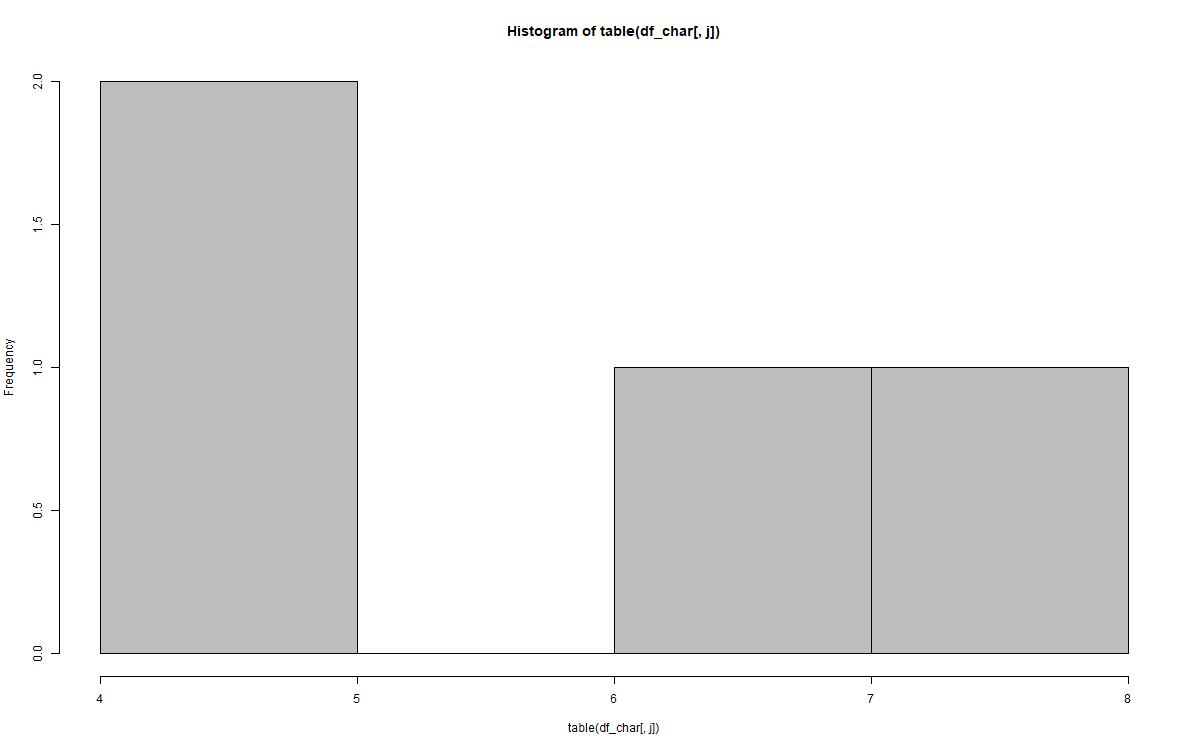 Histogram of table(df_char[, j])
2.0
1.5
1.0
0.5
0.0
Frequency
4 5 6 7 8
table(df_char[, j])